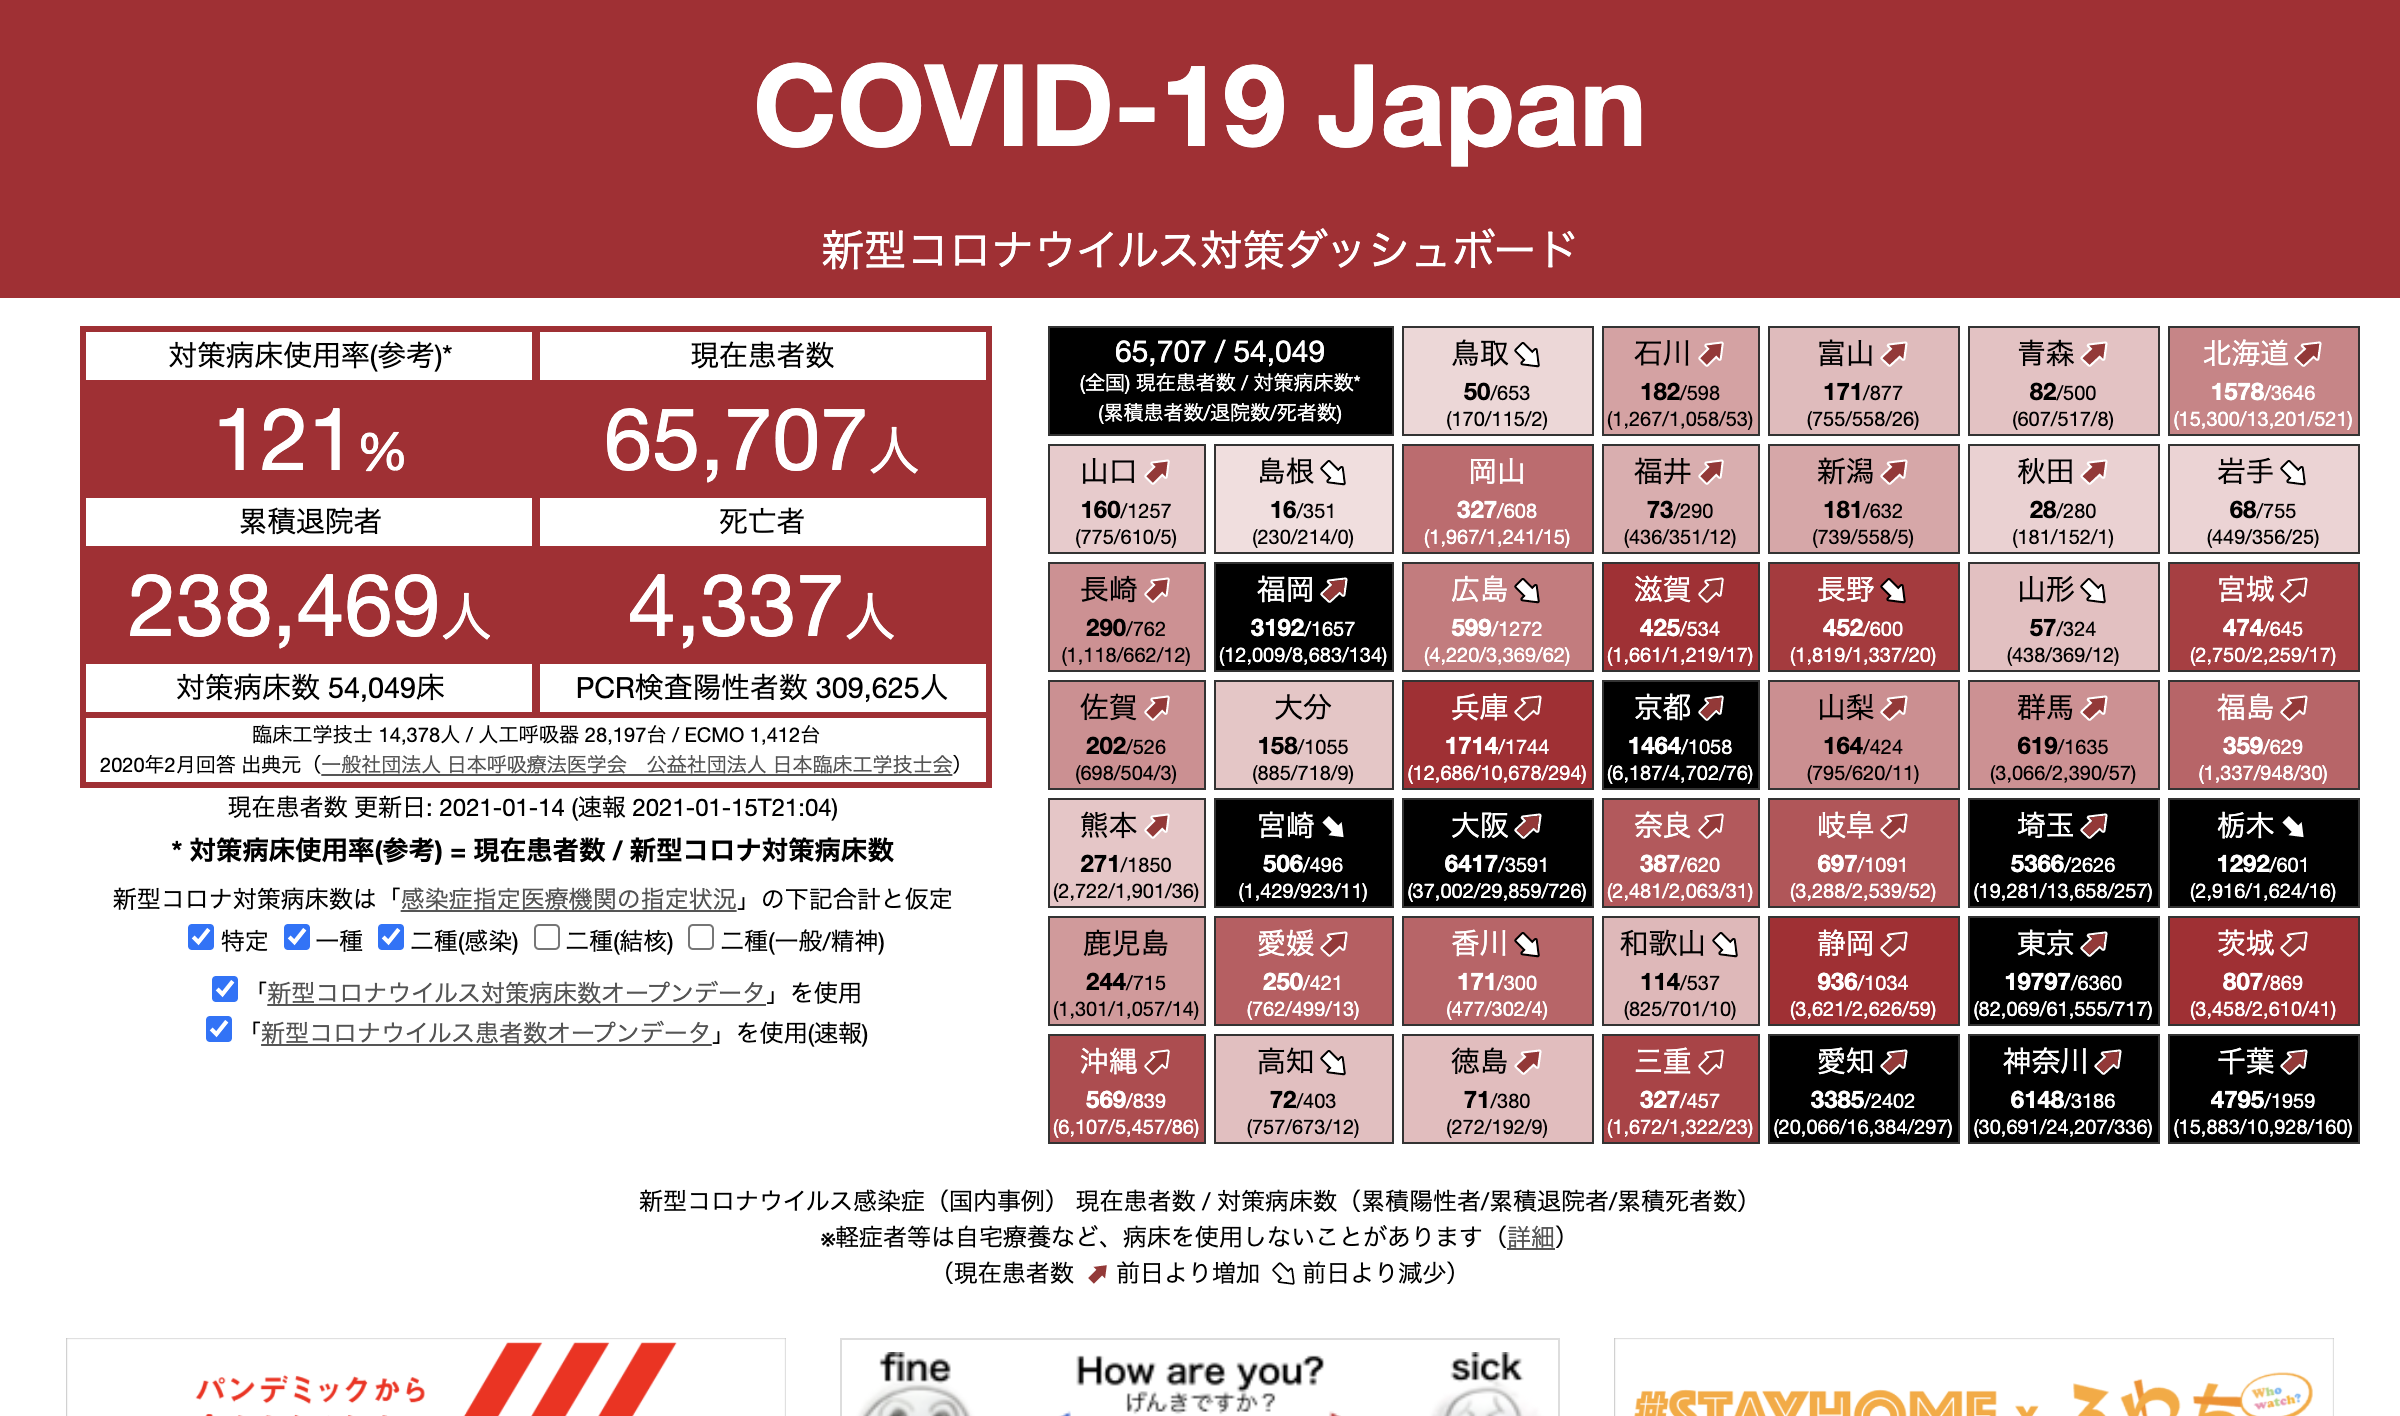 COVID-19 Japan
新型コロナウイルス対策ダッシュボード
対策病床使用率(参考)*
現在患者数
121%
65,707人
累積退院者
死亡者
238,469人
4,337人
対策病床数 54,049床
PCR検査陽性者数 309,625人
臨床工学技士 14,378人 / 人工呼吸器 28,197台 / ECMO 1,412台
2020年2月回答 出典元（一般社団法人 日本呼吸療法医学会　公益社団法人 日本臨床工学技士会）
現在患者数 更新日: 2021-01-14 (速報 2021-01-15T21:04)
* 対策病床使用率(参考) = 現在患者数 / 新型コロナ対策病床数
新型コロナ対策病床数は「感染症指定医療機関の指定状況」の下記合計と仮定
特定 一種 二種(感染) 二種(結核) 二種(一般/精神)
「新型コロナウイルス対策病床数オープンデータ」を使用
「新型コロナウイルス患者数オープンデータ」を使用(速報)
65,707 / 54,049
(全国) 現在患者数 / 対策病床数*
(累積患者数/退院数/死者数)
鳥取
50/653
(170/115/2)
石川
182/598
(1,267/1,058/53)
富山
171/877
(755/558/26)
青森
82/500
(607/517/8)
北海道
1578/3646
(15,300/13,201/521)
山口
160/1257
(775/610/5)
島根
16/351
(230/214/0)
岡山
327/608
(1,967/1,241/15)
福井
73/290
(436/351/12)
新潟
181/632
(739/558/5)
秋田
28/280
(181/152/1)
岩手
68/755
(449/356/25)
長崎
290/762
(1,118/662/12)
福岡
3192/1657
(12,009/8,683/134)
広島
599/1272
(4,220/3,369/62)
滋賀
425/534
(1,661/1,219/17)
長野
452/600
(1,819/1,337/20)
山形
57/324
(438/369/12)
宮城
474/645
(2,750/2,259/17)
佐賀
202/526
(698/504/3)
大分
158/1055
(885/718/9)
兵庫
1714/1744
(12,686/10,678/294)
京都
1464/1058
(6,187/4,702/76)
山梨
164/424
(795/620/11)
群馬
619/1635
(3,066/2,390/57)
福島
359/629
(1,337/948/30)
熊本
271/1850
(2,722/1,901/36)
宮崎
506/496
(1,429/923/11)
大阪
6417/3591
(37,002/29,859/726)
奈良
387/620
(2,481/2,063/31)
岐阜
697/1091
(3,288/2,539/52)
埼玉
5366/2626
(19,281/13,658/257)
栃木
1292/601
(2,916/1,624/16)
鹿児島
244/715
(1,301/1,057/14)
愛媛
250/421
(762/499/13)
香川
171/300
(477/302/4)
和歌山
114/537
(825/701/10)
静岡
936/1034
(3,621/2,626/59)
東京
19797/6360
(82,069/61,555/717)
茨城
807/869
(3,458/2,610/41)
沖縄
569/839
(6,107/5,457/86)
高知
72/403
(757/673/12)
徳島
71/380
(272/192/9)
三重
327/457
(1,672/1,322/23)
愛知
3385/2402
(20,066/16,384/297)
神奈川
6148/3186
(30,691/24,207/336)
千葉
4795/1959
(15,883/10,928/160)
新型コロナウイルス感染症（国内事例） 現在患者数 / 対策病床数（累積陽性者/累積退院者/累積死者数）
※軽症者等は自宅療養など、病床を使用しないことがあります（詳細）
（現在患者数 前日より増加 前日より減少）
パンデミックから
fine
How are you?
sick
げんきですか？
#STAYHOME x
Who watch?